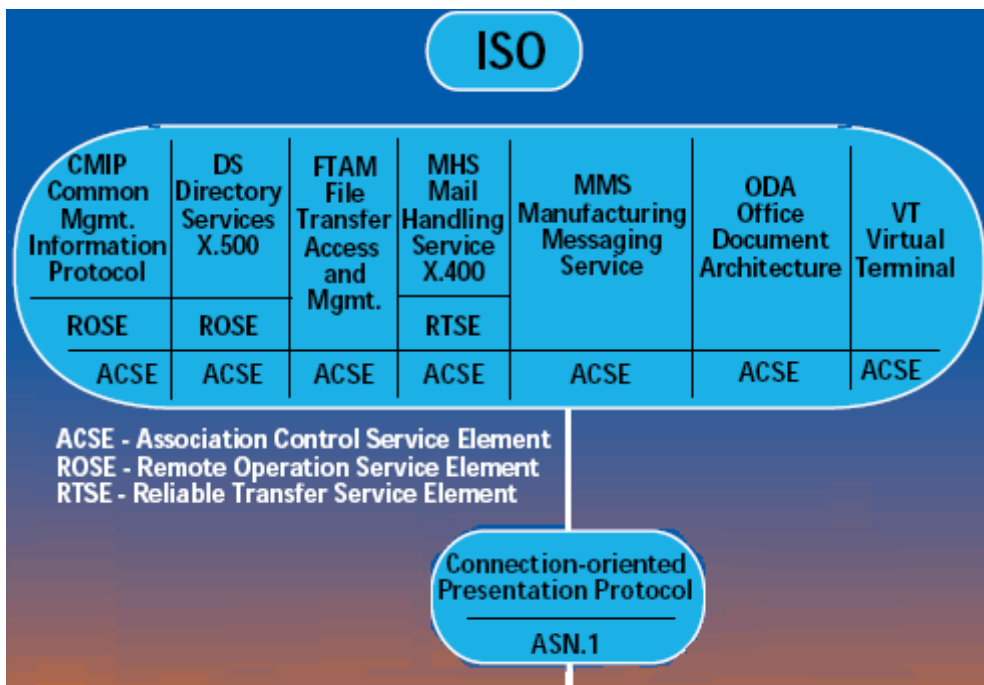 ISO
CMIP
Common
Mgmt.
Information
Protocol
ROSE
ACSE
DS
Directory
Services
X.500
ROSE
ACSE
FTAM
File
Transfer
Access
and
Mgmt.
ACSE
MHS
Mail
Handling
Service
X.400
RTSE
ACSE
MMS
Manufacturing
Messaging
Service
ACSE
ODA
Office
Document
Architecture
ACSE
VT
Virtual
Terminal
ACSE
ACSE - Association Control Service Element
ROSE - Remote Operation Service Element
RTSE - Reliable Transfer Service Element
Connection-oriented
Presentation Protocol
ASN.1